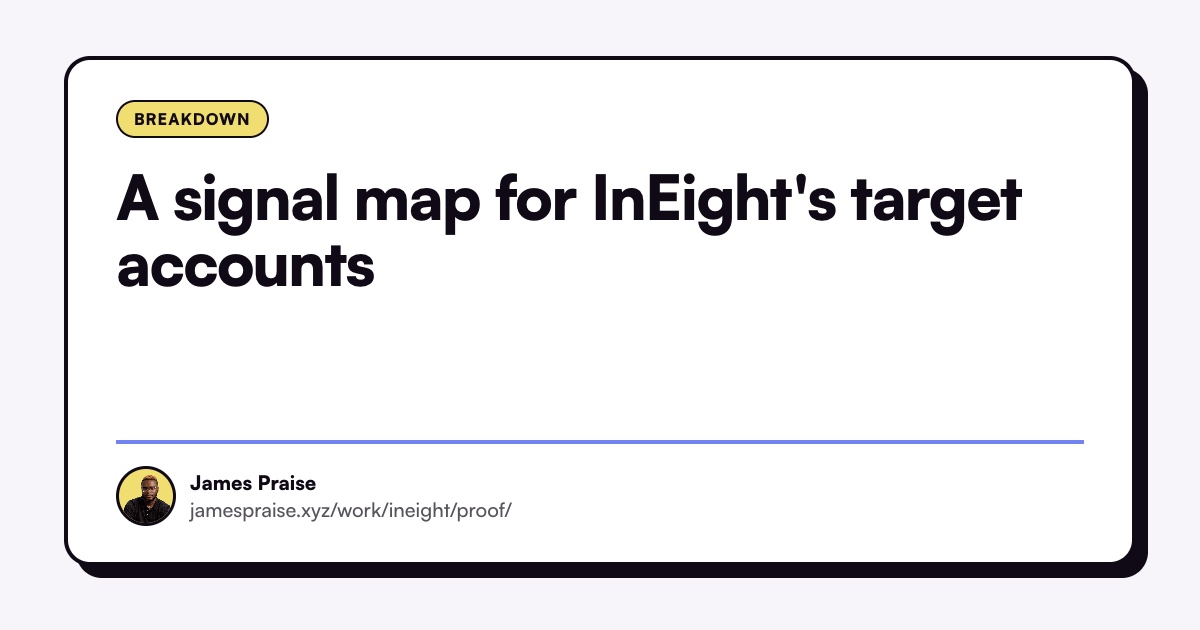 BREAKDOWN
A signal map for InEight's target
accounts
James Praise
jamespraise.xyz/work/ineight/proof/